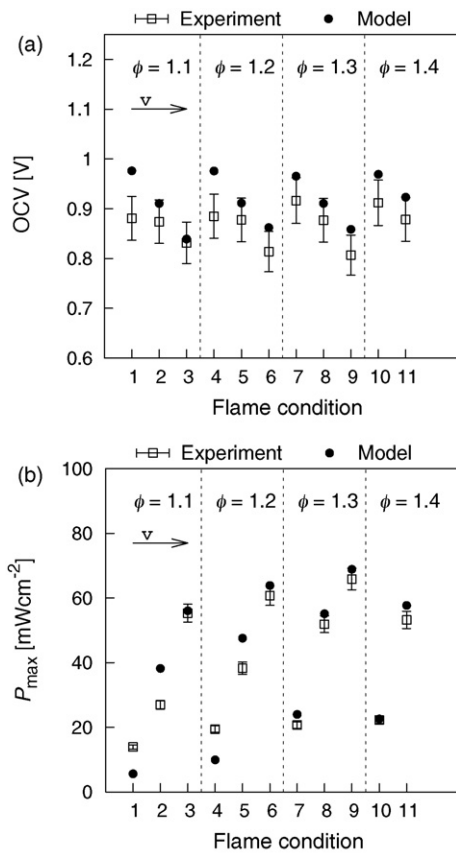 Experiment Model
(a)
1.2
ϕ = 1.1 ϕ = 1.2 ϕ = 1.3 ϕ = 1.4
1.1
v
1
0.9
0.8
0.7
0.6
OCV [V]
1 2 3 4 5 6 7 8 9 10 11
Flame condition
Experiment Model
(b)
100
ϕ = 1.1 ϕ = 1.2 ϕ = 1.3 ϕ = 1.4
80
v
60
40
20
0
Pmax [mWcm-2]
1 2 3 4 5 6 7 8 9 10 11
Flame condition